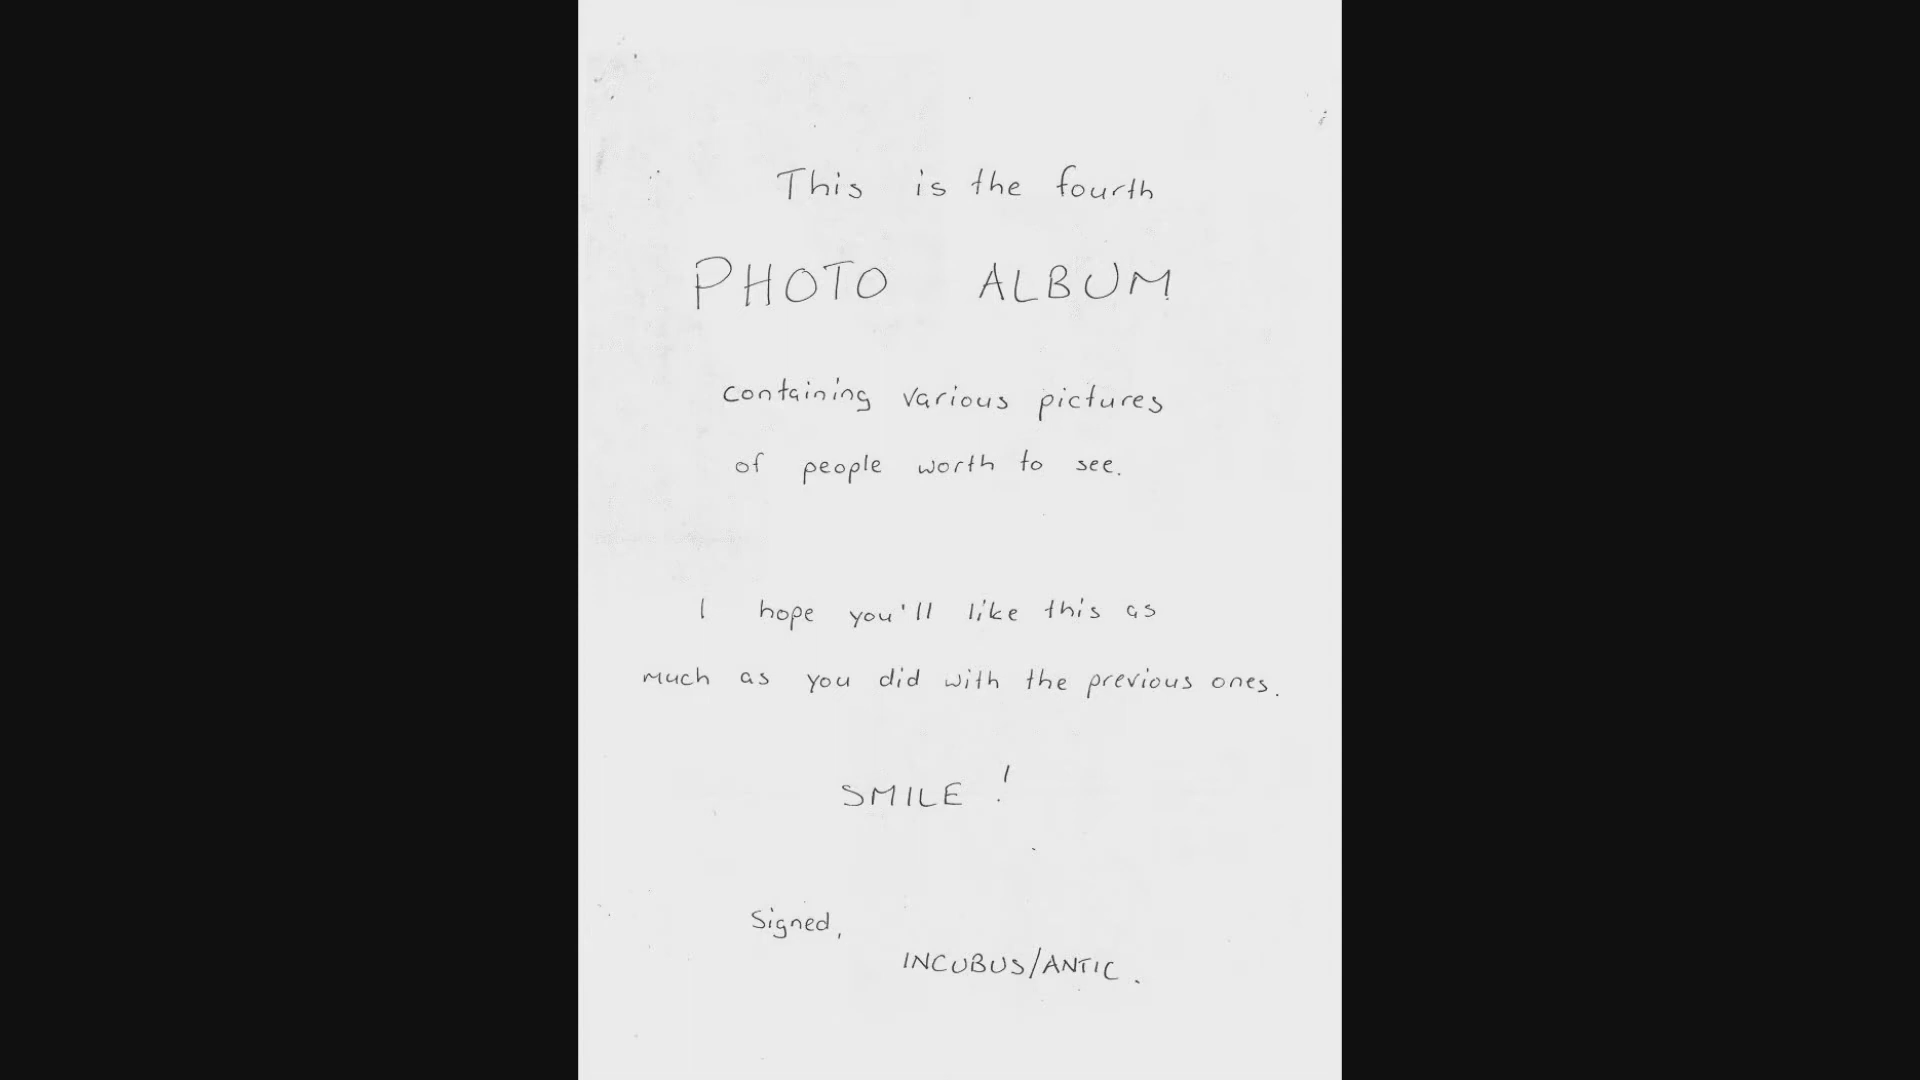 This is the fourth
PHOTO ALBUM
containing various pictures
of people worth to see.
I hope you'll like this as
much as you did with the previous ones.
SMILE !
Signed,
INCUBUS/ANTIC.